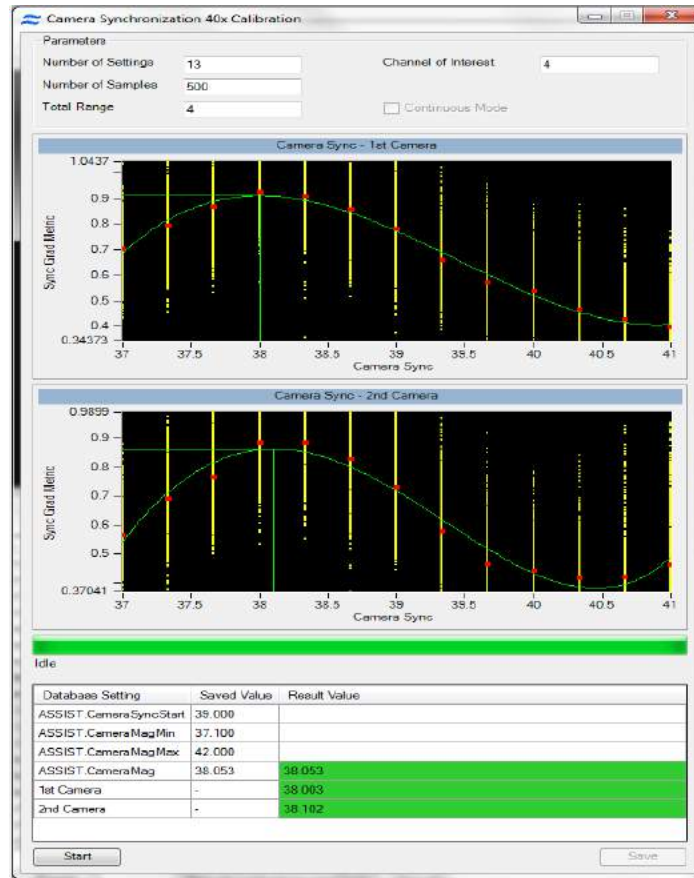 Camera Synchronization 40x Calibration
Parameters
Number of Settings 13 Channel of Interest 4
Number of Samples 500
Total Range 4 Continuous Mode
Camera Sync - 1st Camera
Sync Grad Metric
1.0437
0.9
0.7
0.6
0.5
0.4
0.34373
37 37.5 38 38.5 39 39.5 40 40.5 41
Camera Sync
Camera Sync - 2nd Camera
Sync Grad Metric
0.9899
0.9
0.8
0.7
0.6
0.5
0.37041
37 37.5 38 38.5 39 39.5 40 40.5 41
Camera Sync
Idle
Database Setting Saved Value Result Value
ASSIST.CameraSyncStart 39.000
ASSIST.CameraMagMin 37.100
ASSIST.CameraMagMax 42.000
ASSIST.CameraMag 38.053 38.053
1st Camera - 38.003
2nd Camera - 38.102
Start Save